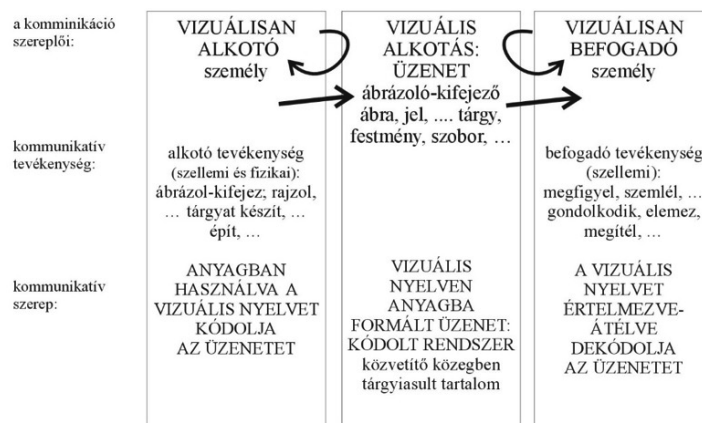 a komminikáció
szereplői:
VIZUÁLISAN
ALKOTÓ
személy
VIZUÁLIS
ALKOTÁS:
ÜZENET
ábrázoló-kifejező
ábra, jel, .... tárgy,
festmény, szobor, …
VIZUÁLISAN
BEFOGADÓ
személy
kommunikatív
tevékenység:
alkotó tevékenység
(szellemi és fizikai):
ábrázol-kifejez; rajzol,
… tárgyat készít, …
épít, …
befogadó tevékenység
(szellemi):
megfigyel, szemlél, …
gondolkodik, elemez,
megítél, …
kommunikatív
szerep:
ANYAGBAN
HASZNÁLVA A
VIZUÁLIS NYELVET
KÓDOLJA
AZ ÜZENETET
VIZUÁLIS
NYELVEN
ANYAGBA
FORMÁLT ÜZENET:
KÓDOLT RENDSZER
közvetítő közegben
tárgyiasult tartalom
A VIZUÁLIS
NYELVET
ÉRTELMEZVE-
ÁTÉLVE
DEKÓDOLJA
AZ ÜZENETET